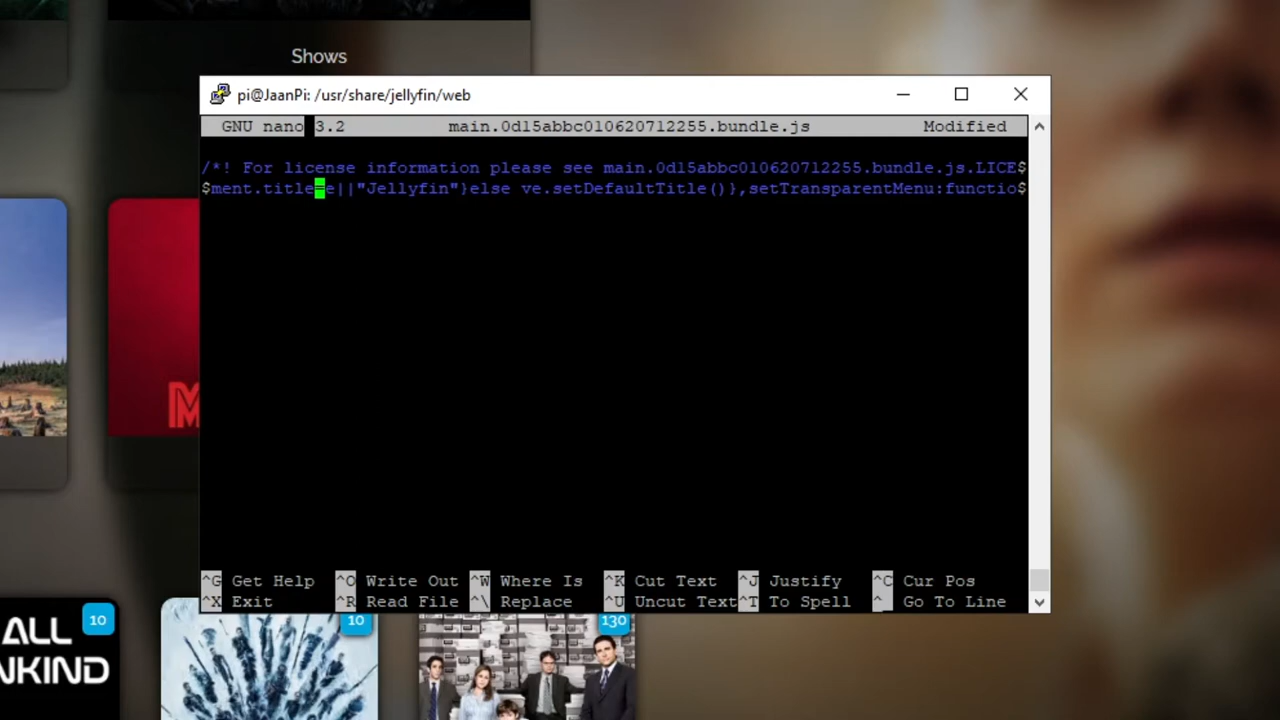 Shows
pi@JaanPi: /usr/share/jellyfin/web
GNU nano 3.2 main.0d15abbc010620712255.bundle.js Modified
/*! For license information please see main.0d15abbc010620712255.bundle.js.LICE$
$ment.title=e||"Jellyfin"}else ve.setDefaultTitle()},setTransparentMenu:functio$
^G Get Help ^O Write Out ^W Where Is ^K Cut Text ^J Justify ^C Cur Pos
^X Exit ^R Read File ^\ Replace ^U Uncut Text ^T To Spell ^_ Go To Line
M
ALL
NKIND
10
10
130